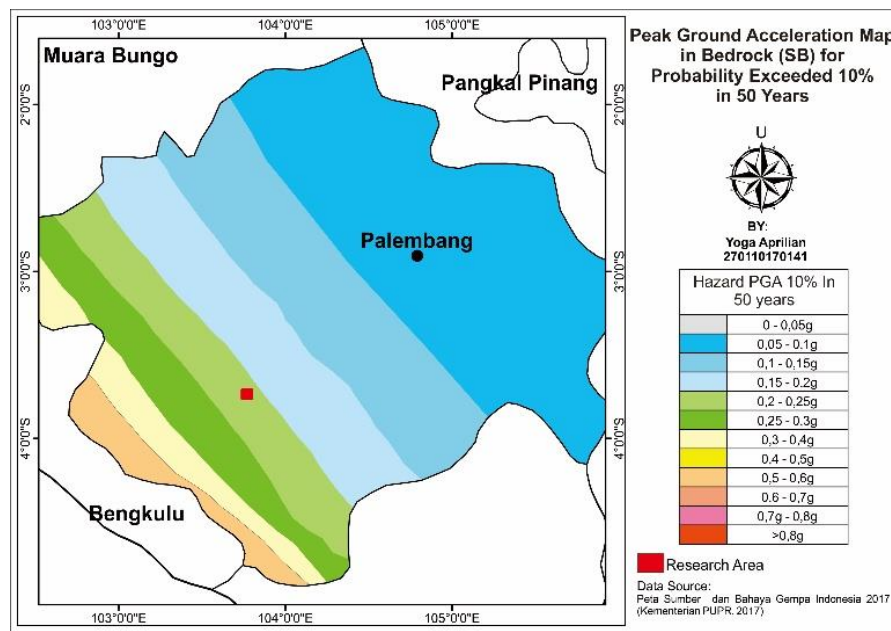 103°0'0"E 104°0'0"E 105°0'0"E
Muara Bungo
Pangkal Pinang
2°0'0"S 2°0'0"S
Palembang
3°0'0"S 3°0'0"S
4°0'0"S 4°0'0"S
Bengkulu
103°0'0"E 104°0'0"E 105°0'0"E
Peak Ground Acceleration Map
in Bedrock (SB) for
Probability Exceeded 10%
in 50 Years
U
BY:
Yoga Aprilian
270110170141
Hazard PGA 10% In
50 years
0 - 0,05g
0,05 - 0.1g
0,1 - 0,15g
0.15 - 0.2g
0,2 - 0,25g
0,25 - 0.3g
0,3 - 0,4g
0.4 - 0,5g
0,5 - 0,6g
0.6 - 0,7g
0,7g - 0,8g
>0,8g
Research Area
Data Source:
Peta Sumber dan Bahaya Gempa Indonesia 2017
(Kementerian PUPR. 2017)